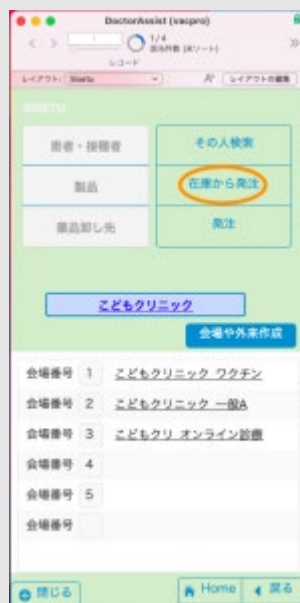 DoctorAssist (vacpro)
1/4
レコード
レイアウト:
レイアウトの編集
患者・接種者
その人検索
製品
在庫から発注
薬品卸し先
発注
こどもクリニック
会場や外来作成
会場番号 1 こどもクリニック ワクチン
会場番号 2 こどもクリニック 一般A
会場番号 3 こどもクリ オンライン診療
会場番号 4
会場番号 5
会場番号
閉じる
Home
戻る